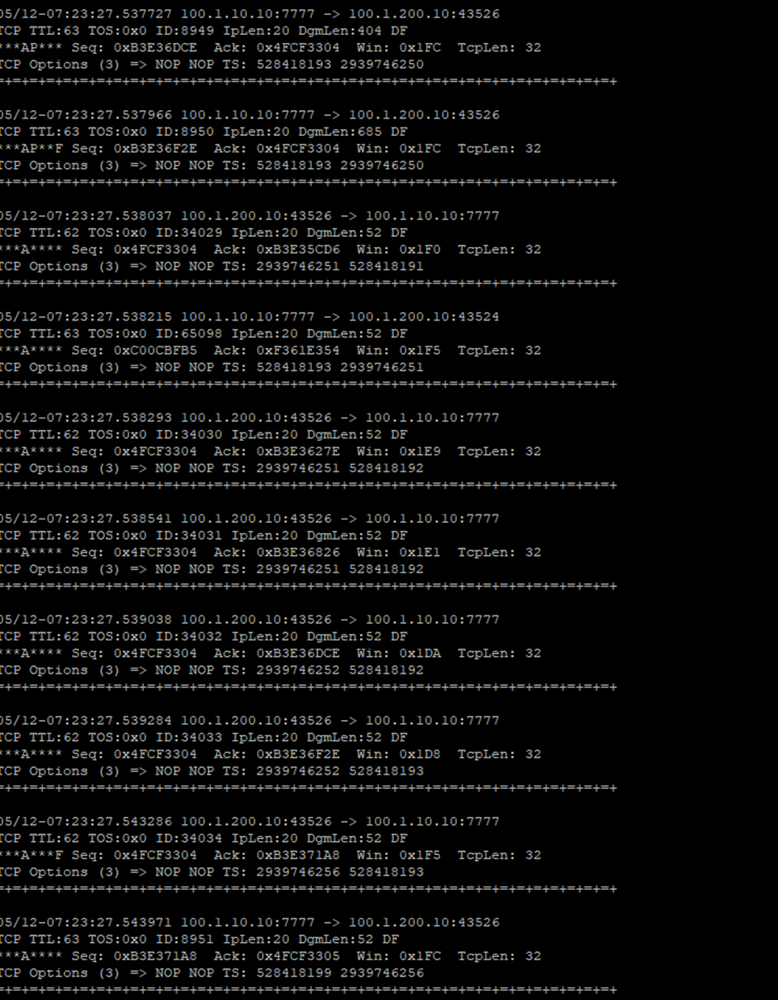 05/12-07:23:27.537727 100.1.10.10:7777 -> 100.1.200.10:43526
TCP TTL:63 TOS:0x0 ID:8949 IpLen:20 DgmLen:404 DF
***AP*** Seq: 0xB3E36DCE  Ack: 0x4FCF3304  Win: 0x1FC  TcpLen: 32
TCP Options (3) => NOP NOP TS: 528418193 2939746250
=+=+=+=+=+=+=+=+=+=+=+=+=+=+=+=+=+=+=+=+=+=+=+=+=+=+=+=+=+=+=+=+=+=+=+=+=+
05/12-07:23:27.537966 100.1.10.10:7777 -> 100.1.200.10:43526
TCP TTL:63 TOS:0x0 ID:8950 IpLen:20 DgmLen:685 DF
***AP**F Seq: 0xB3E36F2E  Ack: 0x4FCF3304  Win: 0x1FC  TcpLen: 32
TCP Options (3) => NOP NOP TS: 528418193 2939746250
=+=+=+=+=+=+=+=+=+=+=+=+=+=+=+=+=+=+=+=+=+=+=+=+=+=+=+=+=+=+=+=+=+=+=+=+=+
05/12-07:23:27.538037 100.1.200.10:43526 -> 100.1.10.10:7777
TCP TTL:62 TOS:0x0 ID:34029 IpLen:20 DgmLen:52 DF
***A**** Seq: 0x4FCF3304  Ack: 0xB3E35CD6  Win: 0x1F0  TcpLen: 32
TCP Options (3) => NOP NOP TS: 2939746251 528418191
=+=+=+=+=+=+=+=+=+=+=+=+=+=+=+=+=+=+=+=+=+=+=+=+=+=+=+=+=+=+=+=+=+=+=+=+=+
05/12-07:23:27.538215 100.1.10.10:7777 -> 100.1.200.10:43524
TCP TTL:63 TOS:0x0 ID:65098 IpLen:20 DgmLen:52 DF
***A**** Seq: 0xC00CBFB5  Ack: 0xF361E354  Win: 0x1F5  TcpLen: 32
TCP Options (3) => NOP NOP TS: 528418193 2939746251
=+=+=+=+=+=+=+=+=+=+=+=+=+=+=+=+=+=+=+=+=+=+=+=+=+=+=+=+=+=+=+=+=+=+=+=+=+
05/12-07:23:27.538293 100.1.200.10:43526 -> 100.1.10.10:7777
TCP TTL:62 TOS:0x0 ID:34030 IpLen:20 DgmLen:52 DF
***A**** Seq: 0x4FCF3304  Ack: 0xB3E3627E  Win: 0x1E9  TcpLen: 32
TCP Options (3) => NOP NOP TS: 2939746251 528418192
=+=+=+=+=+=+=+=+=+=+=+=+=+=+=+=+=+=+=+=+=+=+=+=+=+=+=+=+=+=+=+=+=+=+=+=+=+
05/12-07:23:27.538541 100.1.200.10:43526 -> 100.1.10.10:7777
TCP TTL:62 TOS:0x0 ID:34031 IpLen:20 DgmLen:52 DF
***A**** Seq: 0x4FCF3304  Ack: 0xB3E36826  Win: 0x1E1  TcpLen: 32
TCP Options (3) => NOP NOP TS: 2939746251 528418192
=+=+=+=+=+=+=+=+=+=+=+=+=+=+=+=+=+=+=+=+=+=+=+=+=+=+=+=+=+=+=+=+=+=+=+=+=+
05/12-07:23:27.539038 100.1.200.10:43526 -> 100.1.10.10:7777
TCP TTL:62 TOS:0x0 ID:34032 IpLen:20 DgmLen:52 DF
***A**** Seq: 0x4FCF3304  Ack: 0xB3E36DCE  Win: 0x1DA  TcpLen: 32
TCP Options (3) => NOP NOP TS: 2939746252 528418192
=+=+=+=+=+=+=+=+=+=+=+=+=+=+=+=+=+=+=+=+=+=+=+=+=+=+=+=+=+=+=+=+=+=+=+=+=+
05/12-07:23:27.539284 100.1.200.10:43526 -> 100.1.10.10:7777
TCP TTL:62 TOS:0x0 ID:34033 IpLen:20 DgmLen:52 DF
***A**** Seq: 0x4FCF3304  Ack: 0xB3E36F2E  Win: 0x1D8  TcpLen: 32
TCP Options (3) => NOP NOP TS: 2939746252 528418193
=+=+=+=+=+=+=+=+=+=+=+=+=+=+=+=+=+=+=+=+=+=+=+=+=+=+=+=+=+=+=+=+=+=+=+=+=+
05/12-07:23:27.543286 100.1.200.10:43526 -> 100.1.10.10:7777
TCP TTL:62 TOS:0x0 ID:34034 IpLen:20 DgmLen:52 DF
***A***F Seq: 0x4FCF3304  Ack: 0xB3E371A8  Win: 0x1F5  TcpLen: 32
TCP Options (3) => NOP NOP TS: 2939746256 528418193
=+=+=+=+=+=+=+=+=+=+=+=+=+=+=+=+=+=+=+=+=+=+=+=+=+=+=+=+=+=+=+=+=+=+=+=+=+
05/12-07:23:27.543971 100.1.10.10:7777 -> 100.1.200.10:43526
TCP TTL:63 TOS:0x0 ID:8951 IpLen:20 DgmLen:52 DF
***A**** Seq: 0xB3E371A8  Ack: 0x4FCF3305  Win: 0x1FC  TcpLen: 32
TCP Options (3) => NOP NOP TS: 528418199 2939746256
=+=+=+=+=+=+=+=+=+=+=+=+=+=+=+=+=+=+=+=+=+=+=+=+=+=+=+=+=+=+=+=+=+=+=+=+=+